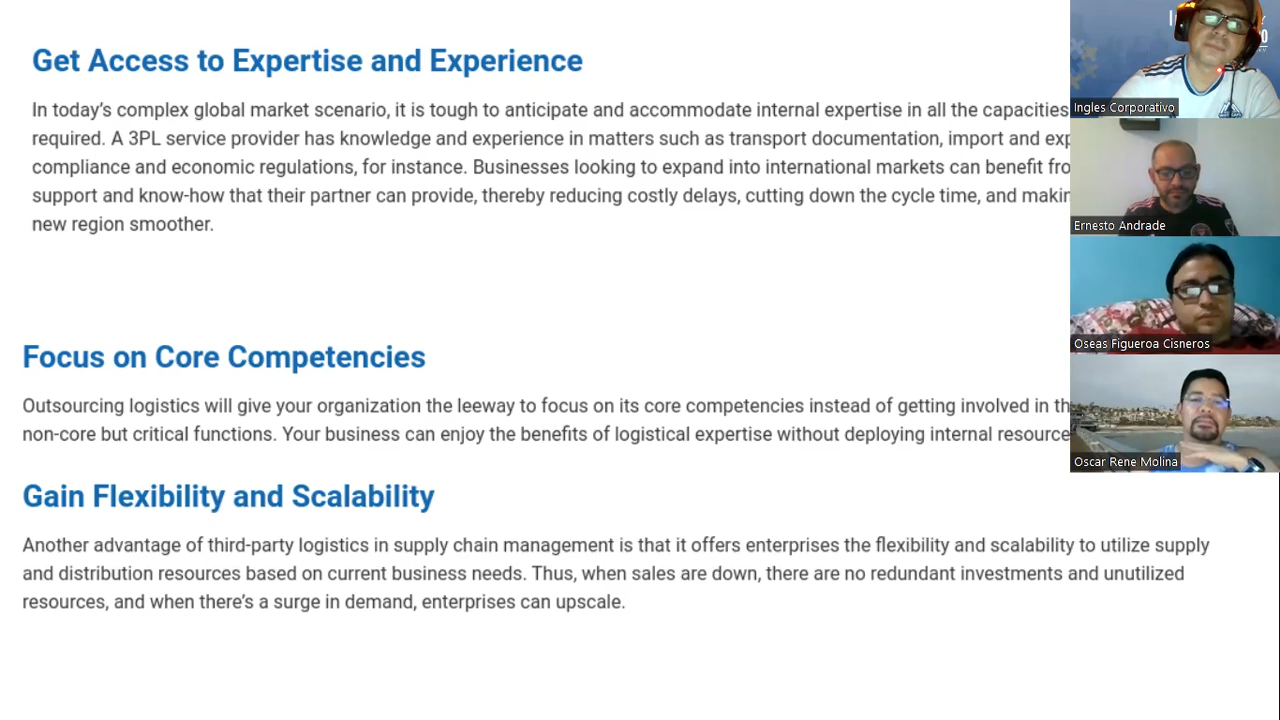 Get Access to Expertise and Experience
In today’s complex global market scenario, it is tough to anticipate and accommodate internal expertise in all the capacities
required. A 3PL service provider has knowledge and experience in matters such as transport documentation, import and
compliance and economic regulations, for instance. Businesses looking to expand into international markets can benefit
support and know-how that their partner can provide, thereby reducing costly delays, cutting down the cycle time, and
new region smoother.
Focus on Core Competencies
Outsourcing logistics will give your organization the leeway to focus on its core competencies instead of getting involved in
non-core but critical functions. Your business can enjoy the benefits of logistical expertise without deploying internal
Gain Flexibility and Scalability
Another advantage of third-party logistics in supply chain management is that it offers enterprises the flexibility and scalability to utilize supply
and distribution resources based on current business needs. Thus, when sales are down, there are no redundant investments and unutilized
resources, and when there’s a surge in demand, enterprises can upscale.
Ingles Corporativo
Ernesto Andrade
Oseas Figueroa Cisneros
Oscar Rene Molina